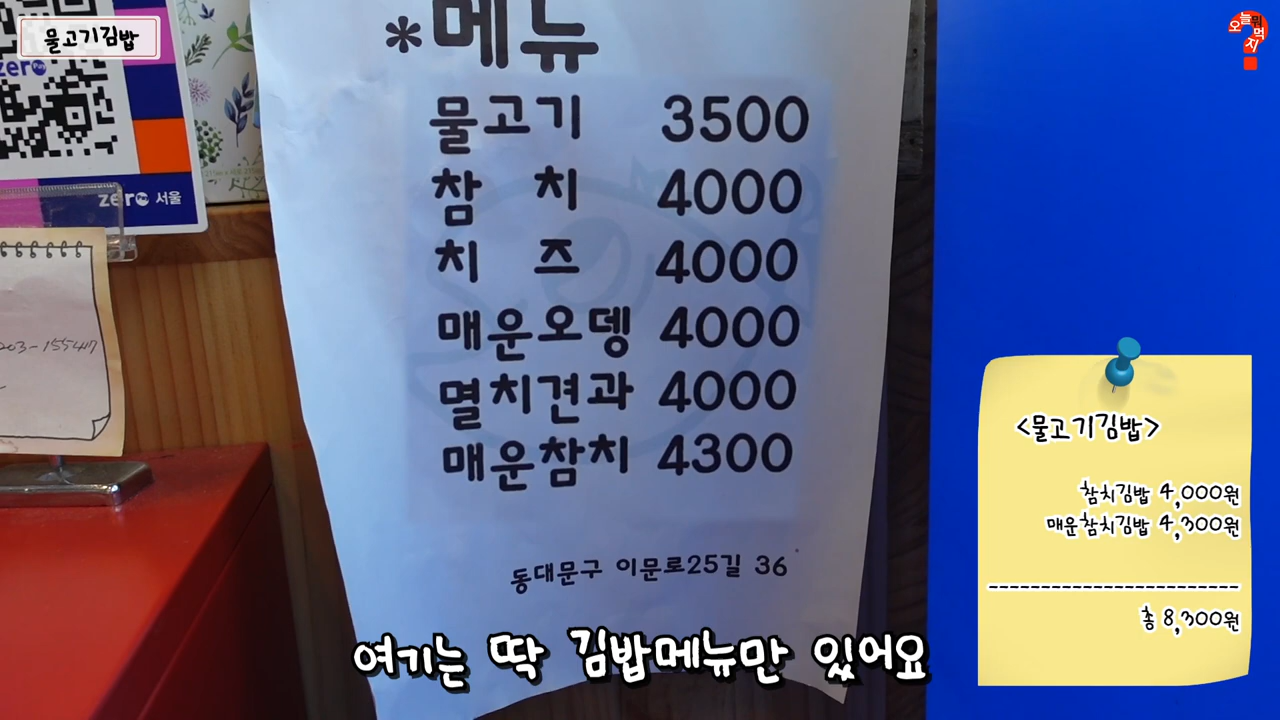 물고기김밥
오늘뭐먹지?
zero
zero Pay 서울
203-155417
*메뉴
물고기 3500
참 치 4000
치 즈 4000
매운오뎅 4000
멸치견과 4000
매운참치 4300
동대문구 이문로25길 36
<물고기김밥>
참치김밥 4,000원
매운참치김밥 4,300원
총 8,300원
여기는 딱 김밥메뉴만 있어요